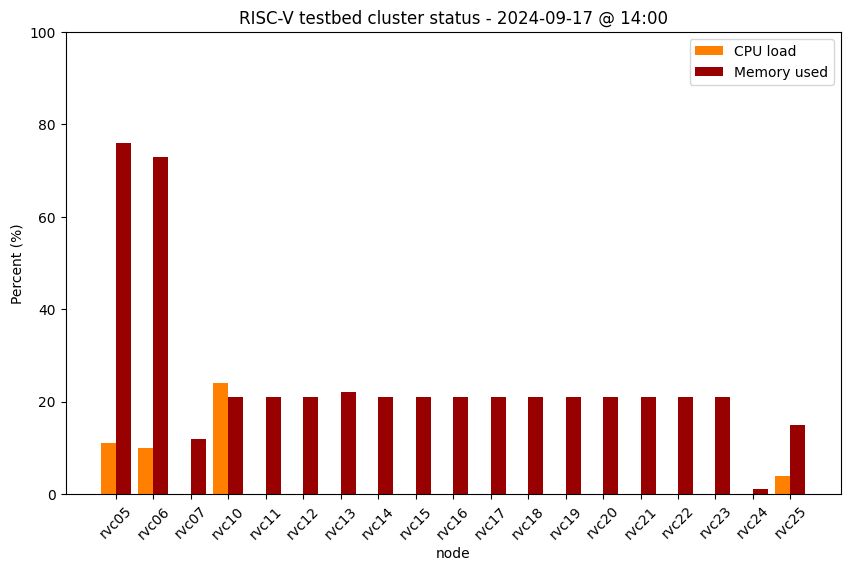 RISC-V testbed cluster status - 2024-09-17 @ 14:00
CPU load
Memory used
Percent (%)
100
80
60
40
20
0
rvc05
rvc06
rvc07
rvc10
rvc11
rvc12
rvc13
rvc14
rvc15
rvc16
rvc17
rvc18
rvc19
rvc20
rvc21
rvc22
rvc23
rvc24
rvc25
node